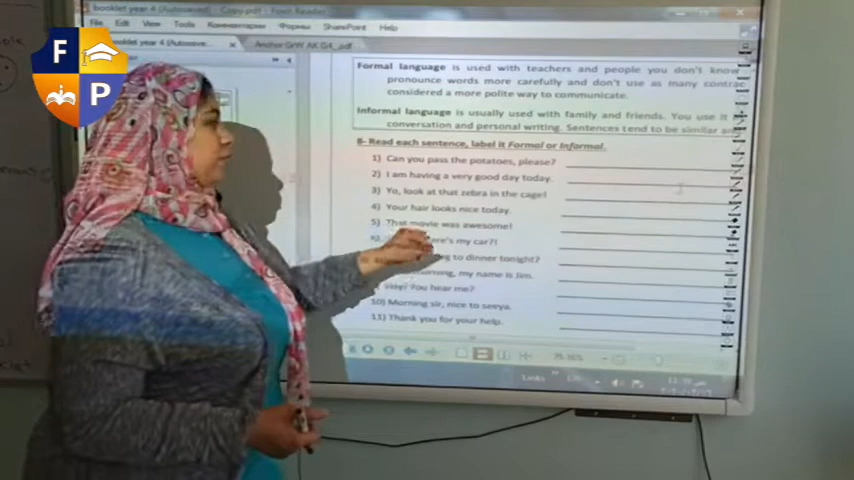 booklet year 4 (Autosaved) - Copy.pdf - Foxit Reader
File Edit View Tools Комментарии Формы SharePoint Help
booklet year 4 (Autosave...
Anchor GrW AK G4_.pdf
F
P
Formal language is used with teachers and people you don't know
pronounce words more carefully and don't use as many contrac
considered a more polite way to communicate.
Informal language is usually used with family and friends. You use it
conversation and personal writing. Sentences tend to be similar
B- Read each sentence, label it Formal or Informal.
1) Can you pass the potatoes, please?
2) I am having a very good day today.
3) Yo, look at that zebra in the cage!
4) Your hair looks nice today.
5) That movie was awesome!
my car?!
to dinner tonight?
my name is Jim.
You hear me?
10) Morning sir, nice to seeya.
11) Thank you for your help.
Links